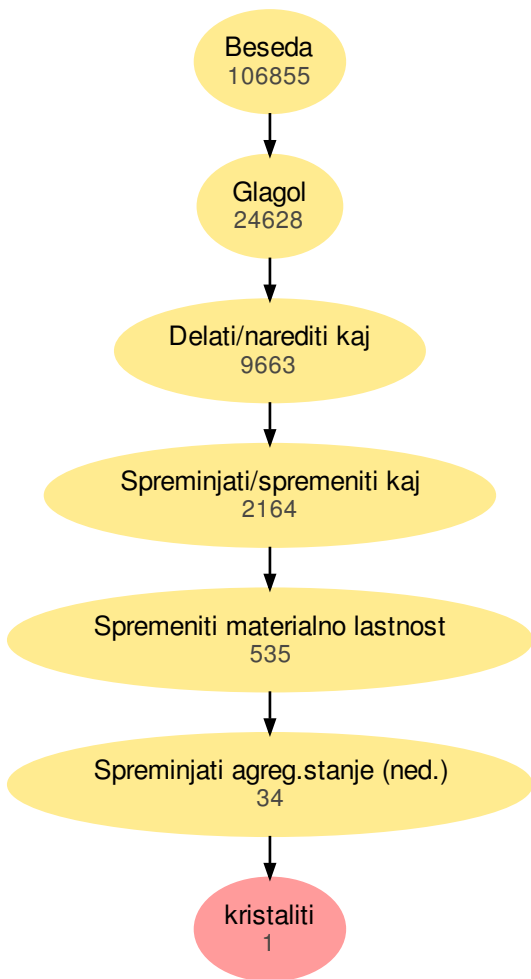 Beseda
106855
Glagol
24628
Delati/narediti kaj
9663
Spreminjati/spremeniti kaj
2164
Spremeniti materialno lastnost
535
Spreminjati agreg.stanje (ned.)
34
kristaliti
1